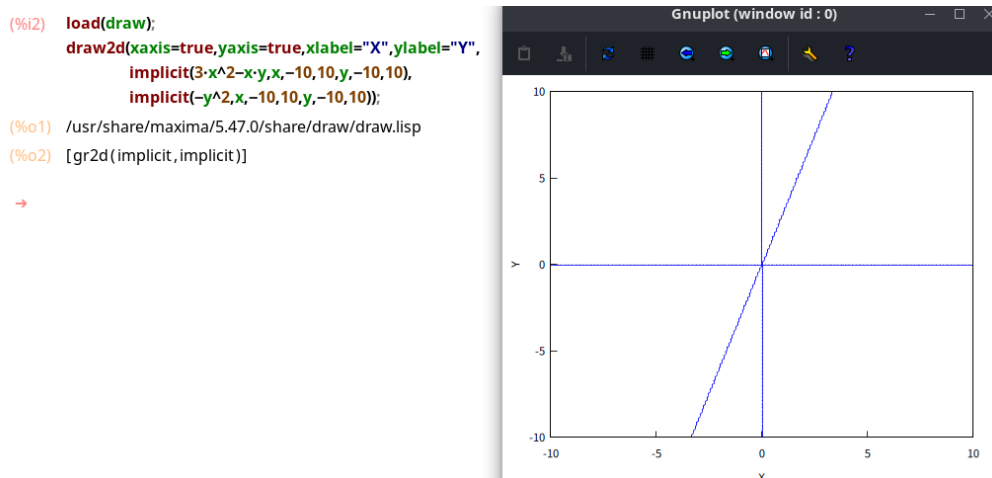 (%i2) load(draw);
draw2d(xaxis=true,yaxis=true,xlabel="X",ylabel="Y",
implicit(3·x^2−x·y,x,−10,10,y,−10,10),
implicit(−y^2,x,−10,10,y,−10,10));
(%o1) /usr/share/maxima/5.47.0/share/draw/draw.lisp
(%o2) [gr2d(implicit,implicit)]
Gnuplot (window id : 0)
10
5
0
-5
-10
Y
-10 -5 0 5 10